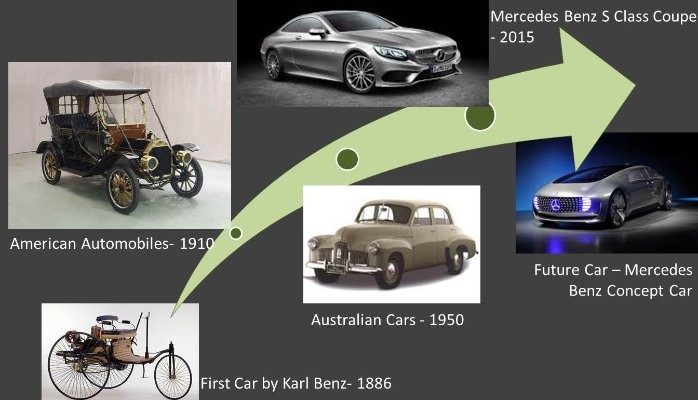 Mercedes Benz S Class Coupe
- 2015
American Automobiles- 1910
Future Car – Mercedes
Benz Concept Car
Australian Cars - 1950
First Car by Karl Benz- 1886